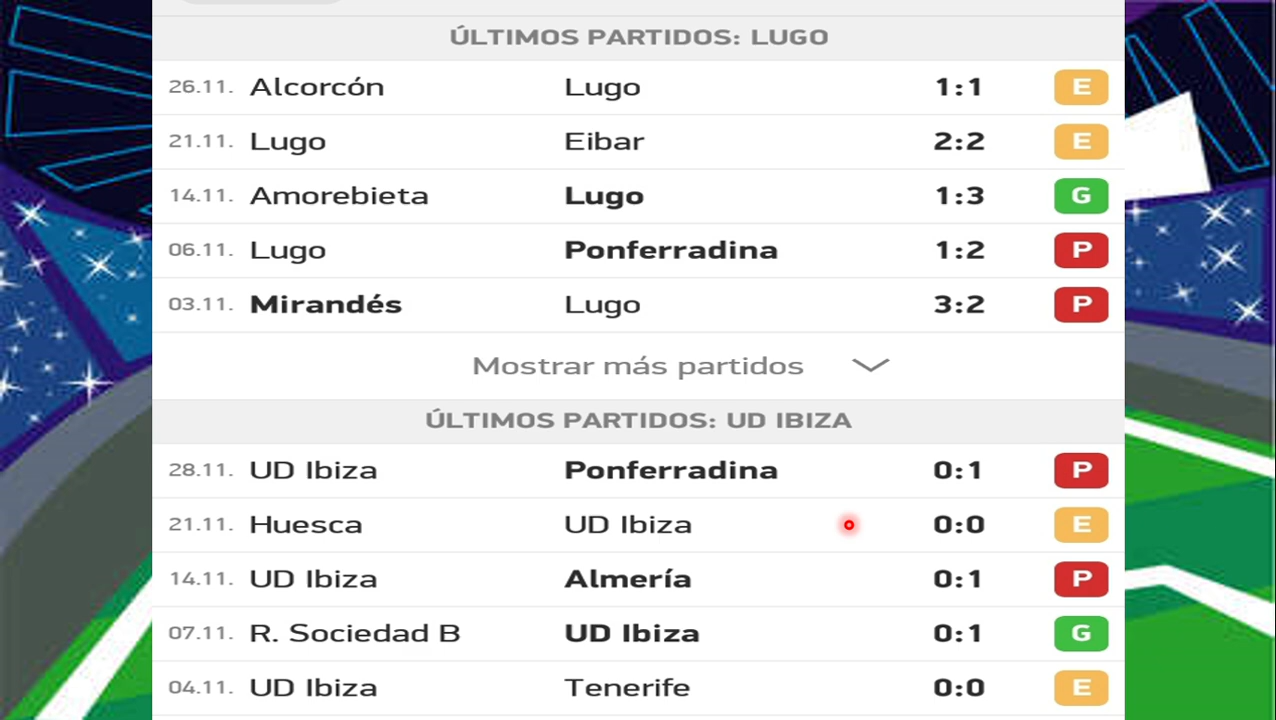 ÚLTIMOS PARTIDOS: LUGO
26.11. Alcorcón Lugo 1:1 E
21.11. Lugo Eibar 2:2 E
14.11. Amorebieta Lugo 1:3 G
06.11. Lugo Ponferradina 1:2 P
03.11. Mirandés Lugo 3:2 P
Mostrar más partidos
ÚLTIMOS PARTIDOS: UD IBIZA
28.11. UD Ibiza Ponferradina 0:1 P
21.11. Huesca UD Ibiza 0:0 E
14.11. UD Ibiza Almería 0:1 P
07.11. R. Sociedad B UD Ibiza 0:1 G
04.11. UD Ibiza Tenerife 0:0 E